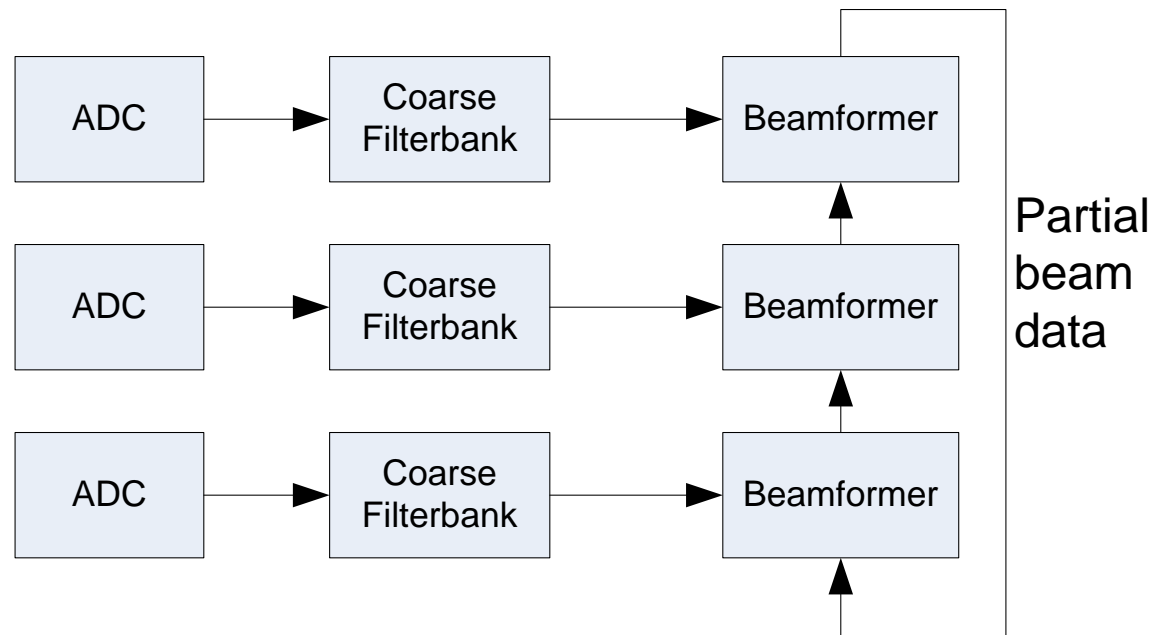 ADC
Coarse
Filterbank
Beamformer
ADC
Coarse
Filterbank
Beamformer
ADC
Coarse
Filterbank
Beamformer
Partial
beam
data